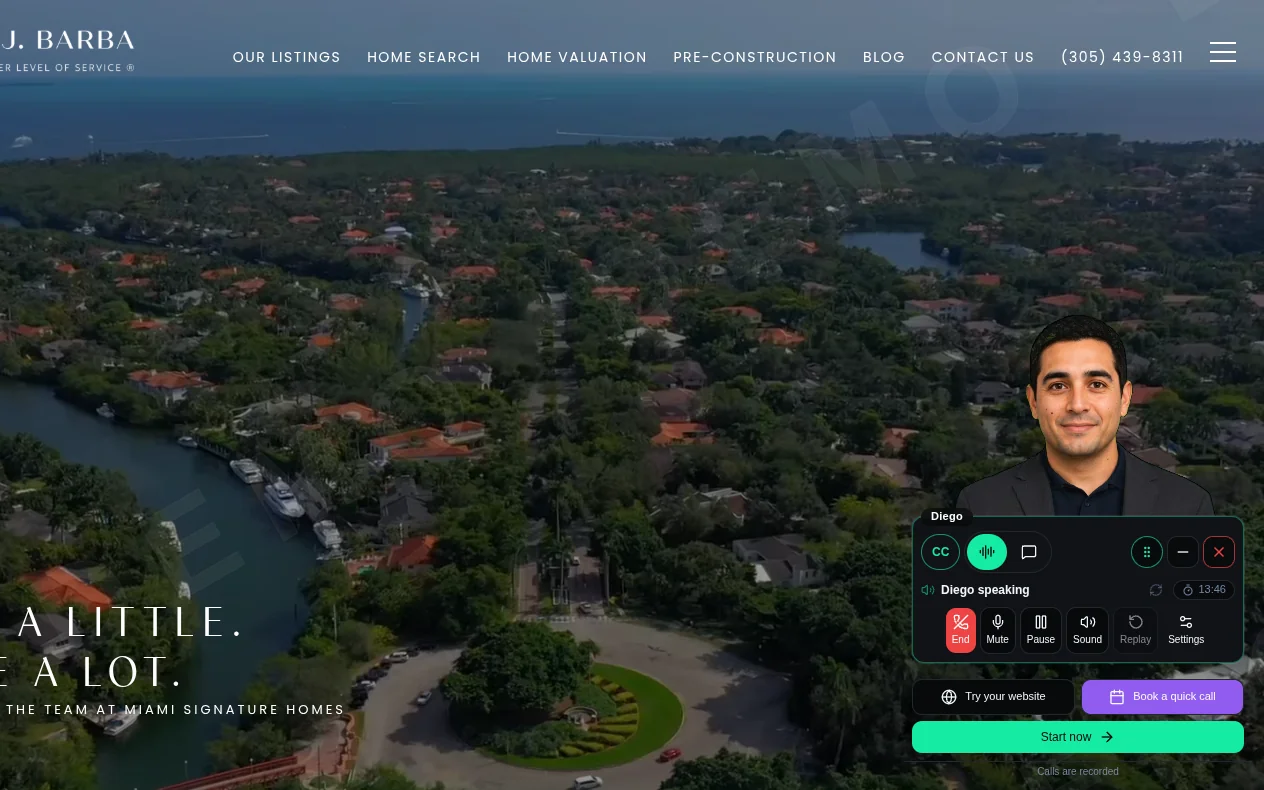 J. BARBA
ER LEVEL OF SERVICE ®
OUR LISTINGS
HOME SEARCH
HOME VALUATION
PRE-CONSTRUCTION
BLOG
CONTACT US
(305) 439-8311
A LITTLE.
E A LOT.
THE TEAM AT MIAMI SIGNATURE HOMES
Diego
CC
Diego speaking
13:46
End
Mute
Pause
Sound
Replay
Settings
Try your website
Book a quick call
Start now
Calls are recorded